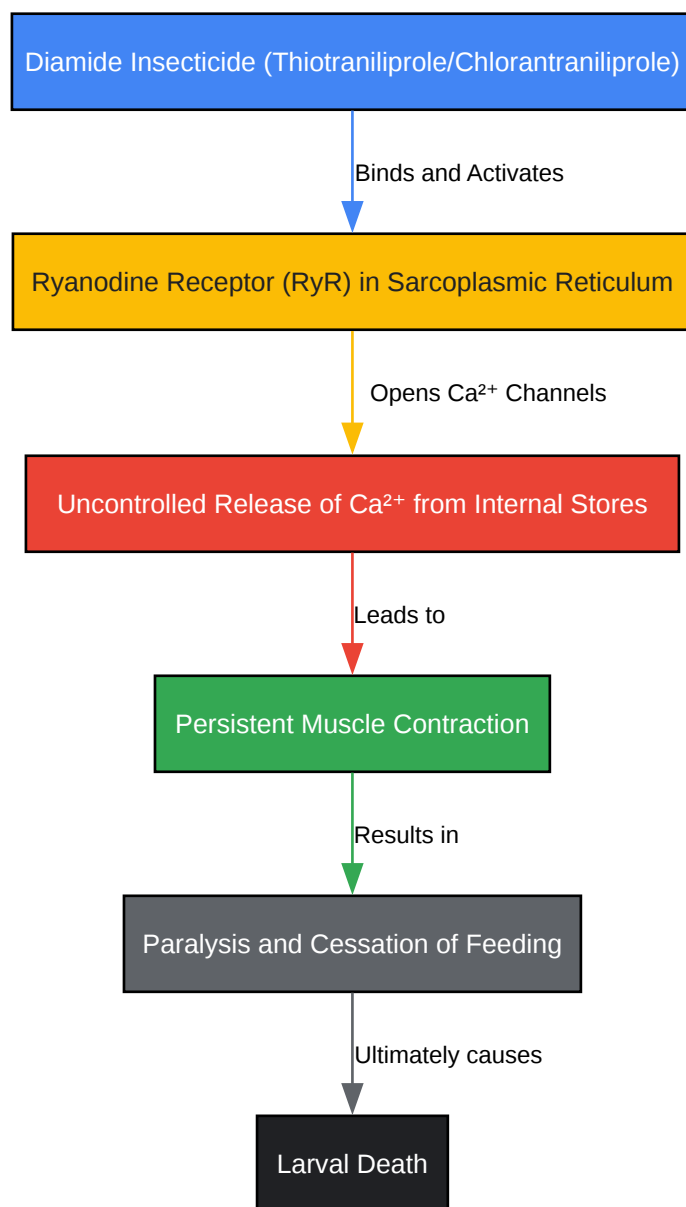 Diamide Insecticide (Thiotraniliprole/Chlorantraniliprole)
Binds and Activates
Ryanodine Receptor (RyR) in Sarcoplasmic Reticulum
Opens Ca²⁺ Channels
Uncontrolled Release of Ca²⁺ from Internal Stores
Leads to
Persistent Muscle Contraction
Results in
Paralysis and Cessation of Feeding
Ultimately causes
Larval Death